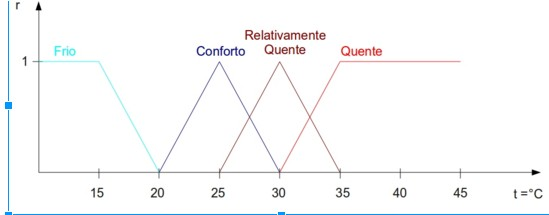 r
Relativamente
Frio Conforto Quente Quente
1
15 20 25 30 35 40 45
t =°C